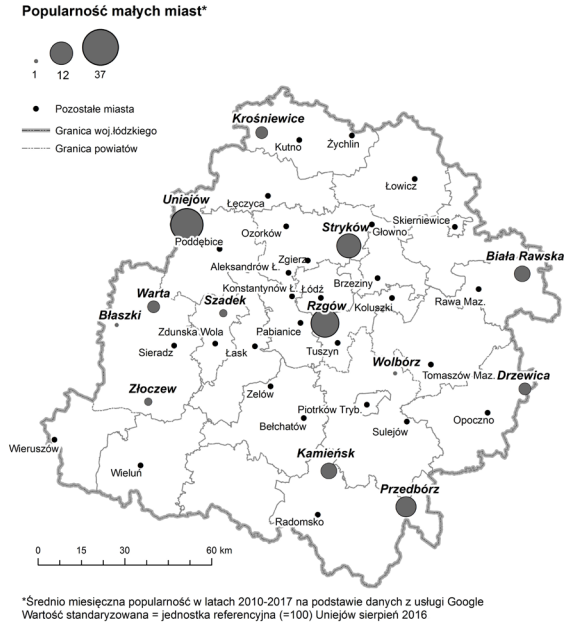 Popularność małych miast*
1 12 37
Pozostałe miasta
Granica woj.łódzkiego
Granica powiatów
Krośniewice
Kutno
Żychlin
Łowicz
Uniejów
Łęczyca
Stryków
Skierniewice
Ozorków
Głowno
Poddębice
Zgierz
Biała Rawska
Aleksandrów Ł.
Brzeziny
Konstantynów Ł.
Łódź
Warta
Szadek
Rzgów
Koluszki
Rawa Maz.
Błaszki
Zduńska Wola
Pabianice
Sieradz
Łask
Tuszyn
Wolbórz
Tomaszów Maz.
Drzewica
Złoczew
Zelów
Piotrków Tryb.
Bełchatów
Sulejów
Opoczno
Wieruszów
Wieluń
Kamieńsk
Przedbórz
Radomsko
0 15 30 60 km
*Średnio miesięczna popularność w latach 2010-2017 na podstawie danych z usługi Google
Wartość standaryzowana = jednostka referencyjna (=100) Uniejów sierpień 2016